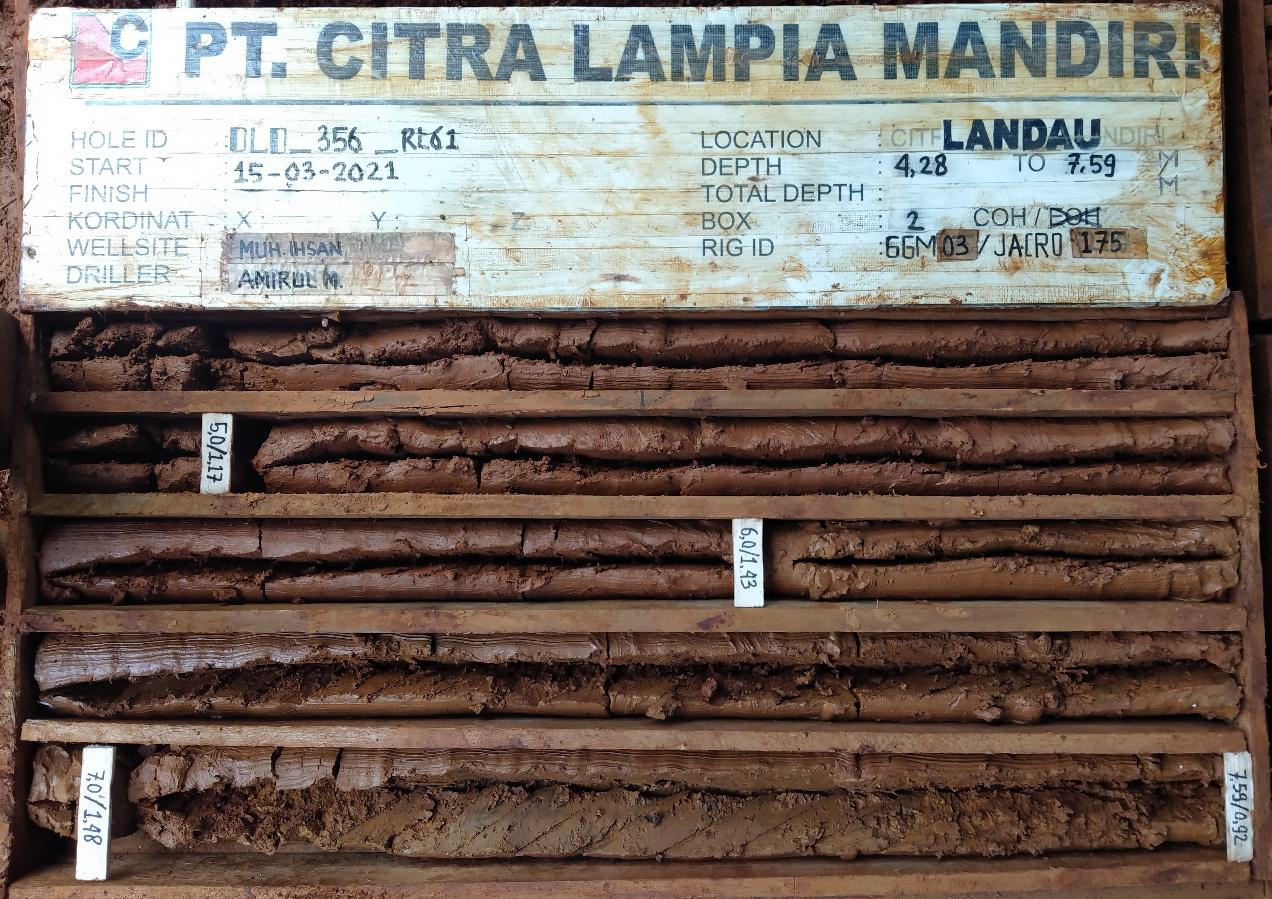 C PT. CITRA LAMPIA MANDIRI
HOLE ID : DLD_356_R161
START : 15-03-2021
FINISH :
KORDINAT X : Y : Z :
WELLSITE MUH. IHSAN
DRILLER AMIRUL M.
LOCATION : LANDAU
DEPTH : 4,28 TO 7.59 M
TOTAL DEPTH : M
BOX : 2 COH / EOH
RIG ID : GGM 03 / JACRO 175
5,0/1,17
6,0/1,43
7,0/1,48
7,59/0,92